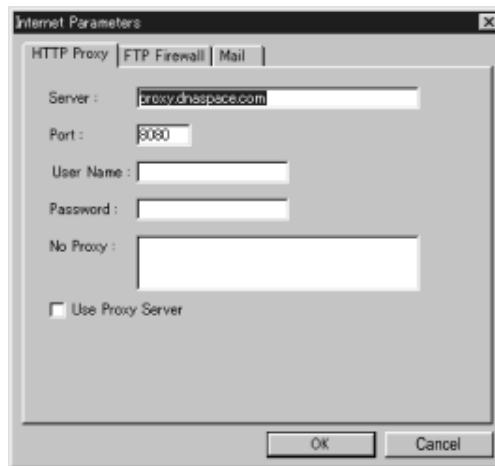 Internet Parameters
HTTP Proxy FTP Firewall Mail
Server : proxy.dnaspace.com
Port : 8080
User Name :
Password :
No Proxy :
Use Proxy Server
OK Cancel